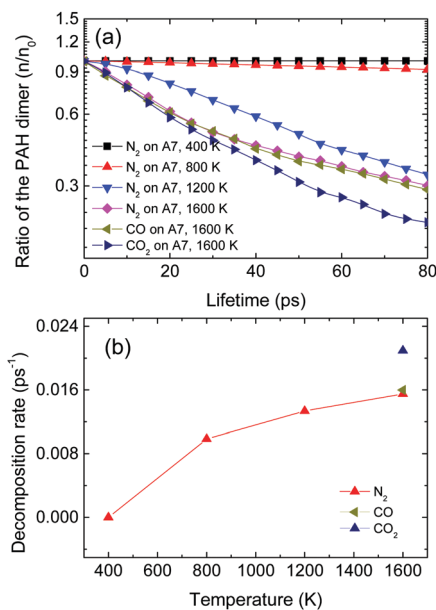 (a)
1.5
1.2
0.9
0.6
0.3
Ratio of the PAH dimer (n/n₀)
N₂ on A7, 400 K
N₂ on A7, 800 K
N₂ on A7, 1200 K
N₂ on A7, 1600 K
CO on A7, 1600 K
CO₂ on A7, 1600 K
0 20 40 60 80
Lifetime (ps)
(b)
0.024
0.016
0.008
0.000
Decomposition rate (ps⁻¹)
N₂
CO
CO₂
400 600 800 1000 1200 1400 1600
Temperature (K)